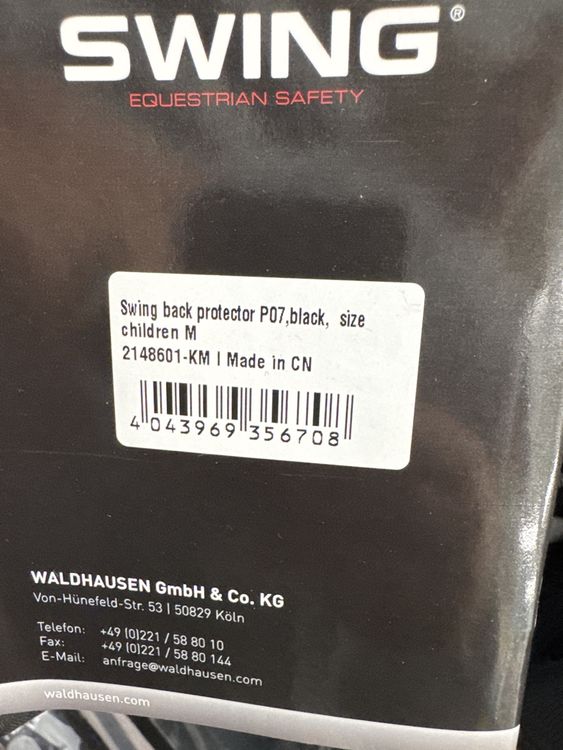 SWING®
EQUESTRIAN SAFETY
Swing back protector P07,black, size
children M
2148601-KM | Made in CN
4 043969 356708
WALDHAUSEN GmbH & Co. KG
Von-Hünefeld-Str. 53 | 50829 Köln
Telefon: +49 (0)221 / 58 80 10
Fax: +49 (0)221 / 58 80 144
E-Mail: anfrage@waldhausen.com
waldhausen.com